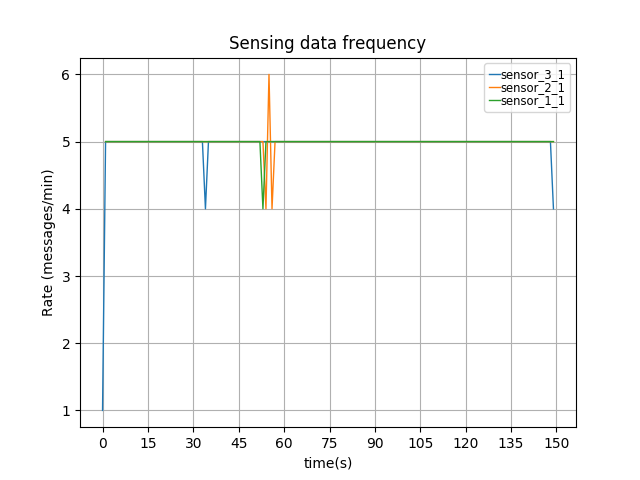 Sensing data frequency
sensor_3_1
sensor_2_1
sensor_1_1
Rate (messages/min)
6
5
4
3
2
1
0 15 30 45 60 75 90 105 120 135 150
time(s)